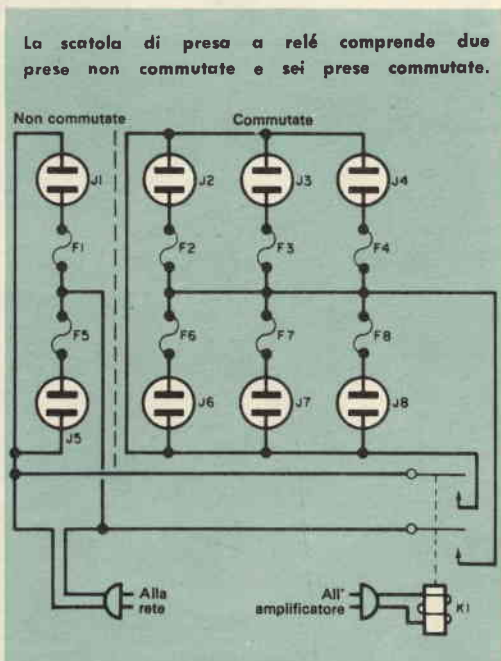 La scatola di presa a relé comprende due
prese non commutate e sei prese commutate.
Non commutate
Commutate
J1
J2
J3
J4
F1
F2
F3
F4
F5
F6
F7
F8
J5
J6
J7
J8
Alla
rete
All'
amplificatore
K1